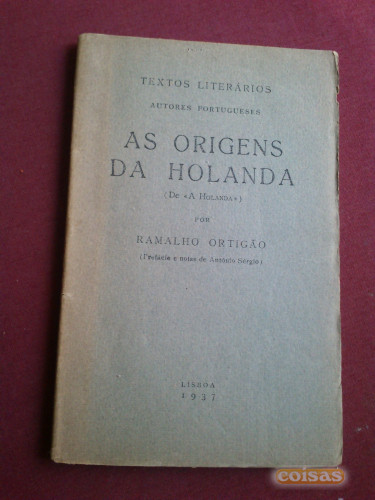 TEXTOS LITERÁRIOS
AUTORES PORTUGUESES
AS ORIGENS
DA HOLANDA
(De «A Holanda»)
POR
RAMALHO ORTIGÃO
(Prefácio e notas de António Sérgio)
LISBOA
1937
coisas